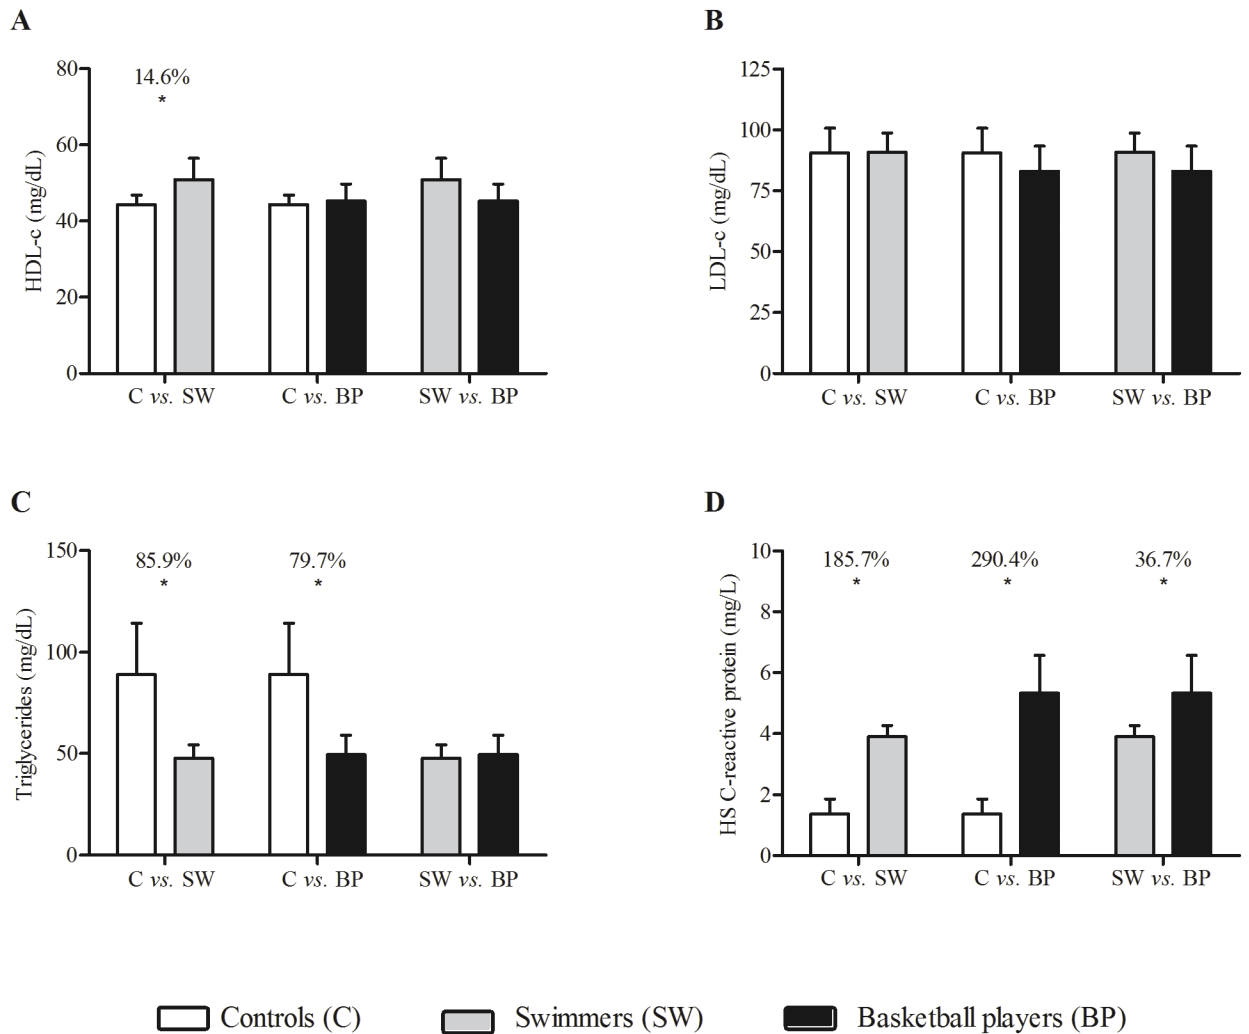 A
HDL-c (mg/dL)
80
60
40
20
0
14.6%
*
C vs. SW
C vs. BP
SW vs. BP
B
LDL-c (mg/dL)
125
100
75
50
25
0
C vs. SW
C vs. BP
SW vs. BP
C
Triglycerides (mg/dL)
150
100
50
0
85.9%
*
79.7%
*
C vs. SW
C vs. BP
SW vs. BP
D
HS C-reactive protein (mg/L)
10
8
6
4
2
0
185.7%
*
290.4%
*
36.7%
*
C vs. SW
C vs. BP
SW vs. BP
Controls (C)
Swimmers (SW)
Basketball players (BP)